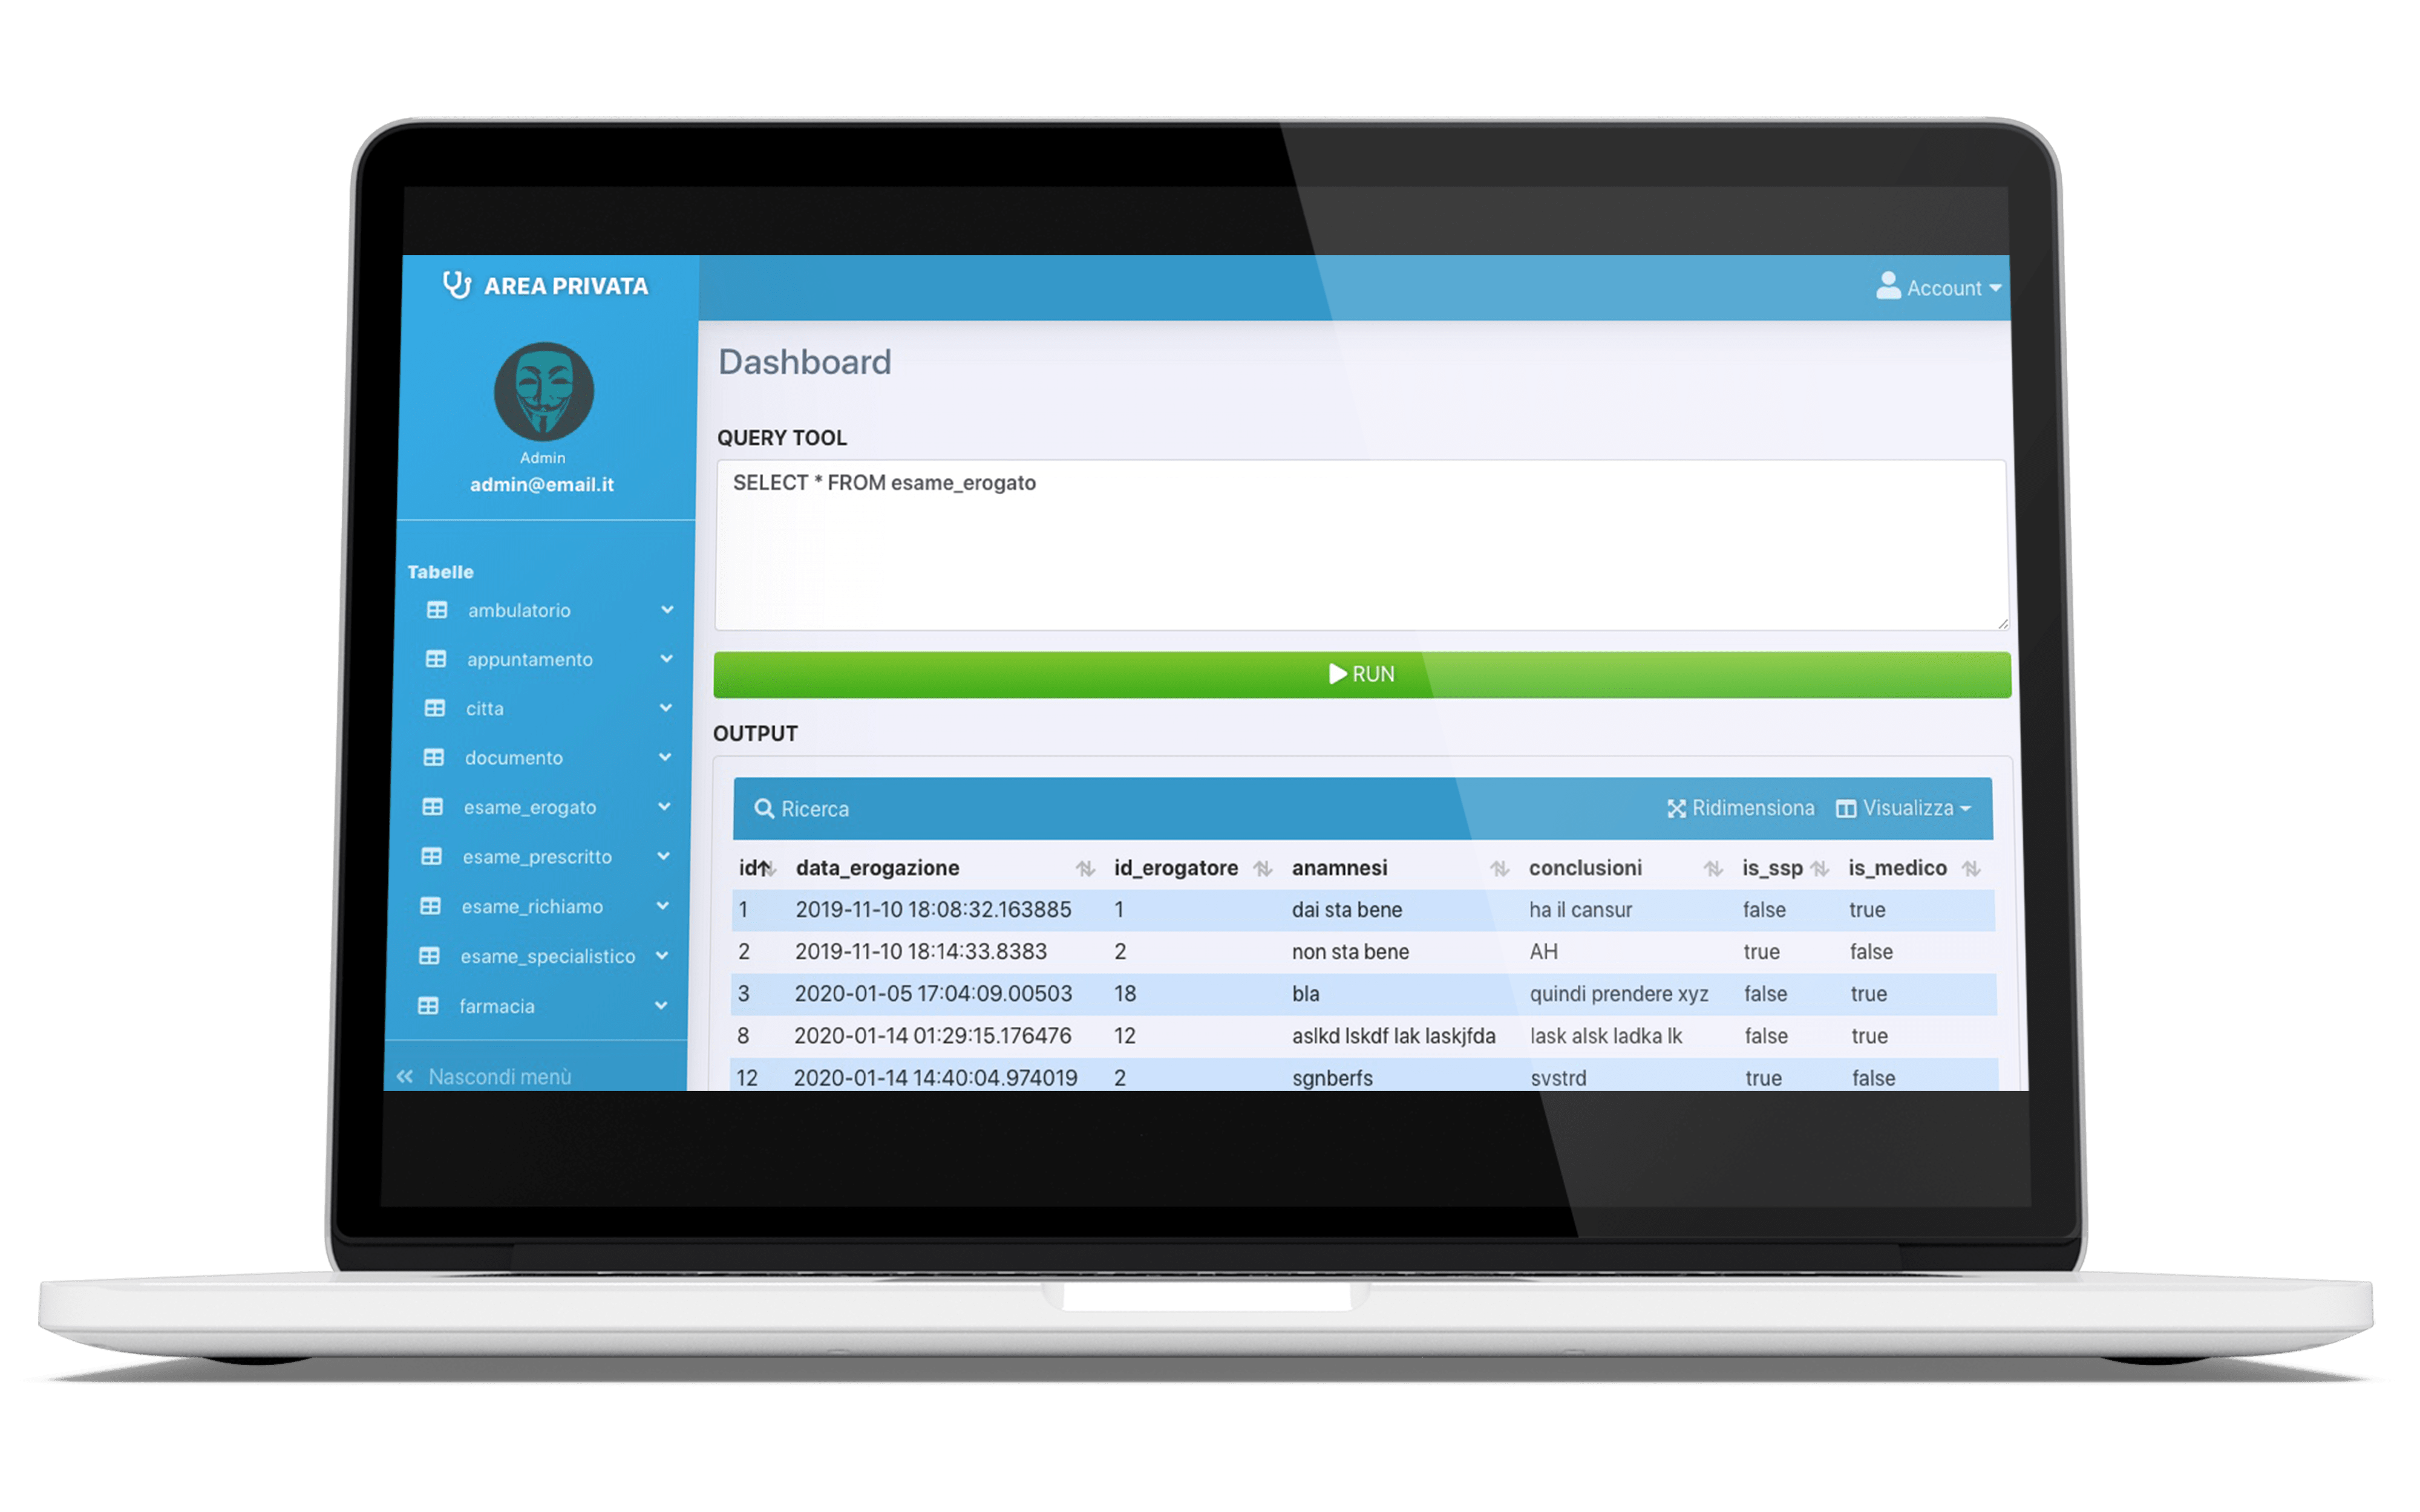 AREA PRIVATA
Account
Admin
admin@email.it
Tabelle
ambulatorio
appuntamento
citta
documento
esame_erogato
esame_prescritto
esame_richiamo
esame_specialistico
farmacia
Nascondi menù
Dashboard
QUERY TOOL
SELECT * FROM esame_erogato
RUN
OUTPUT
Ricerca Ridimensiona Visualizza
id data_erogazione id_erogatore anamnesi conclusioni is_ssp is_medico
1 2019-11-10 18:08:32.163885 1 dai sta bene ha il cansur false true
2 2019-11-10 18:14:33.8383 2 non sta bene AH true false
3 2020-01-05 17:04:09.00503 18 bla quindi prendere xyz false true
8 2020-01-14 01:29:15.176476 12 aslkd lskdf lak laskjfda lask alsk ladka lk false true
12 2020-01-14 14:40:04.974019 2 sgnberfs svstrd true false